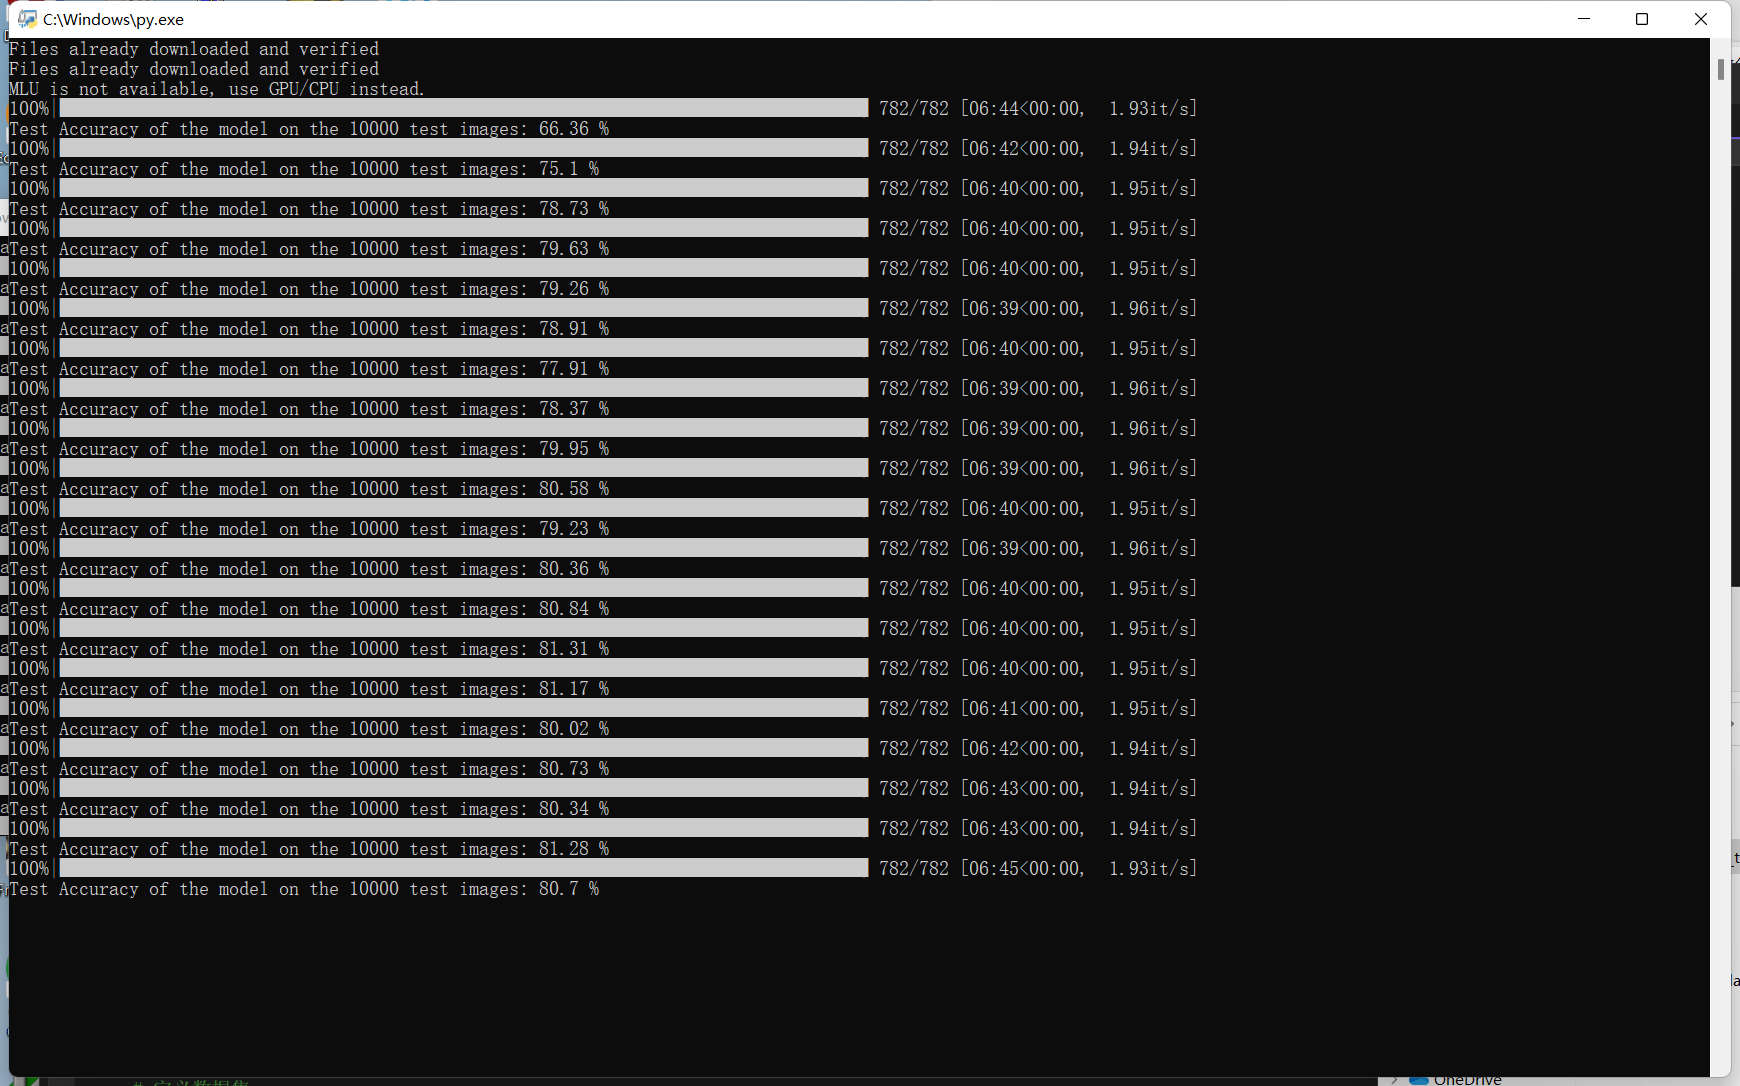 C:\Windows\py.exe
Files already downloaded and verified
Files already downloaded and verified
MLU is not available, use GPU/CPU instead.
100%| 782/782 [06:44<00:00, 1.93it/s]
Test Accuracy of the model on the 10000 test images: 66.36 %
100%| 782/782 [06:42<00:00, 1.94it/s]
Test Accuracy of the model on the 10000 test images: 75.1 %
100%| 782/782 [06:40<00:00, 1.95it/s]
Test Accuracy of the model on the 10000 test images: 78.73 %
100%| 782/782 [06:40<00:00, 1.95it/s]
Test Accuracy of the model on the 10000 test images: 79.63 %
100%| 782/782 [06:40<00:00, 1.95it/s]
Test Accuracy of the model on the 10000 test images: 79.26 %
100%| 782/782 [06:39<00:00, 1.96it/s]
Test Accuracy of the model on the 10000 test images: 78.91 %
100%| 782/782 [06:40<00:00, 1.95it/s]
Test Accuracy of the model on the 10000 test images: 77.91 %
100%| 782/782 [06:39<00:00, 1.96it/s]
Test Accuracy of the model on the 10000 test images: 78.37 %
100%| 782/782 [06:39<00:00, 1.96it/s]
Test Accuracy of the model on the 10000 test images: 79.95 %
100%| 782/782 [06:39<00:00, 1.96it/s]
Test Accuracy of the model on the 10000 test images: 80.58 %
100%| 782/782 [06:40<00:00, 1.95it/s]
Test Accuracy of the model on the 10000 test images: 79.23 %
100%| 782/782 [06:39<00:00, 1.96it/s]
Test Accuracy of the model on the 10000 test images: 80.36 %
100%| 782/782 [06:40<00:00, 1.95it/s]
Test Accuracy of the model on the 10000 test images: 80.84 %
100%| 782/782 [06:40<00:00, 1.95it/s]
Test Accuracy of the model on the 10000 test images: 81.31 %
100%| 782/782 [06:40<00:00, 1.95it/s]
Test Accuracy of the model on the 10000 test images: 81.17 %
100%| 782/782 [06:41<00:00, 1.95it/s]
Test Accuracy of the model on the 10000 test images: 80.02 %
100%| 782/782 [06:42<00:00, 1.94it/s]
Test Accuracy of the model on the 10000 test images: 80.73 %
100%| 782/782 [06:43<00:00, 1.94it/s]
Test Accuracy of the model on the 10000 test images: 80.34 %
100%| 782/782 [06:43<00:00, 1.94it/s]
Test Accuracy of the model on the 10000 test images: 81.28 %
100%| 782/782 [06:45<00:00, 1.93it/s]
Test Accuracy of the model on the 10000 test images: 80.7 %
OneDrive